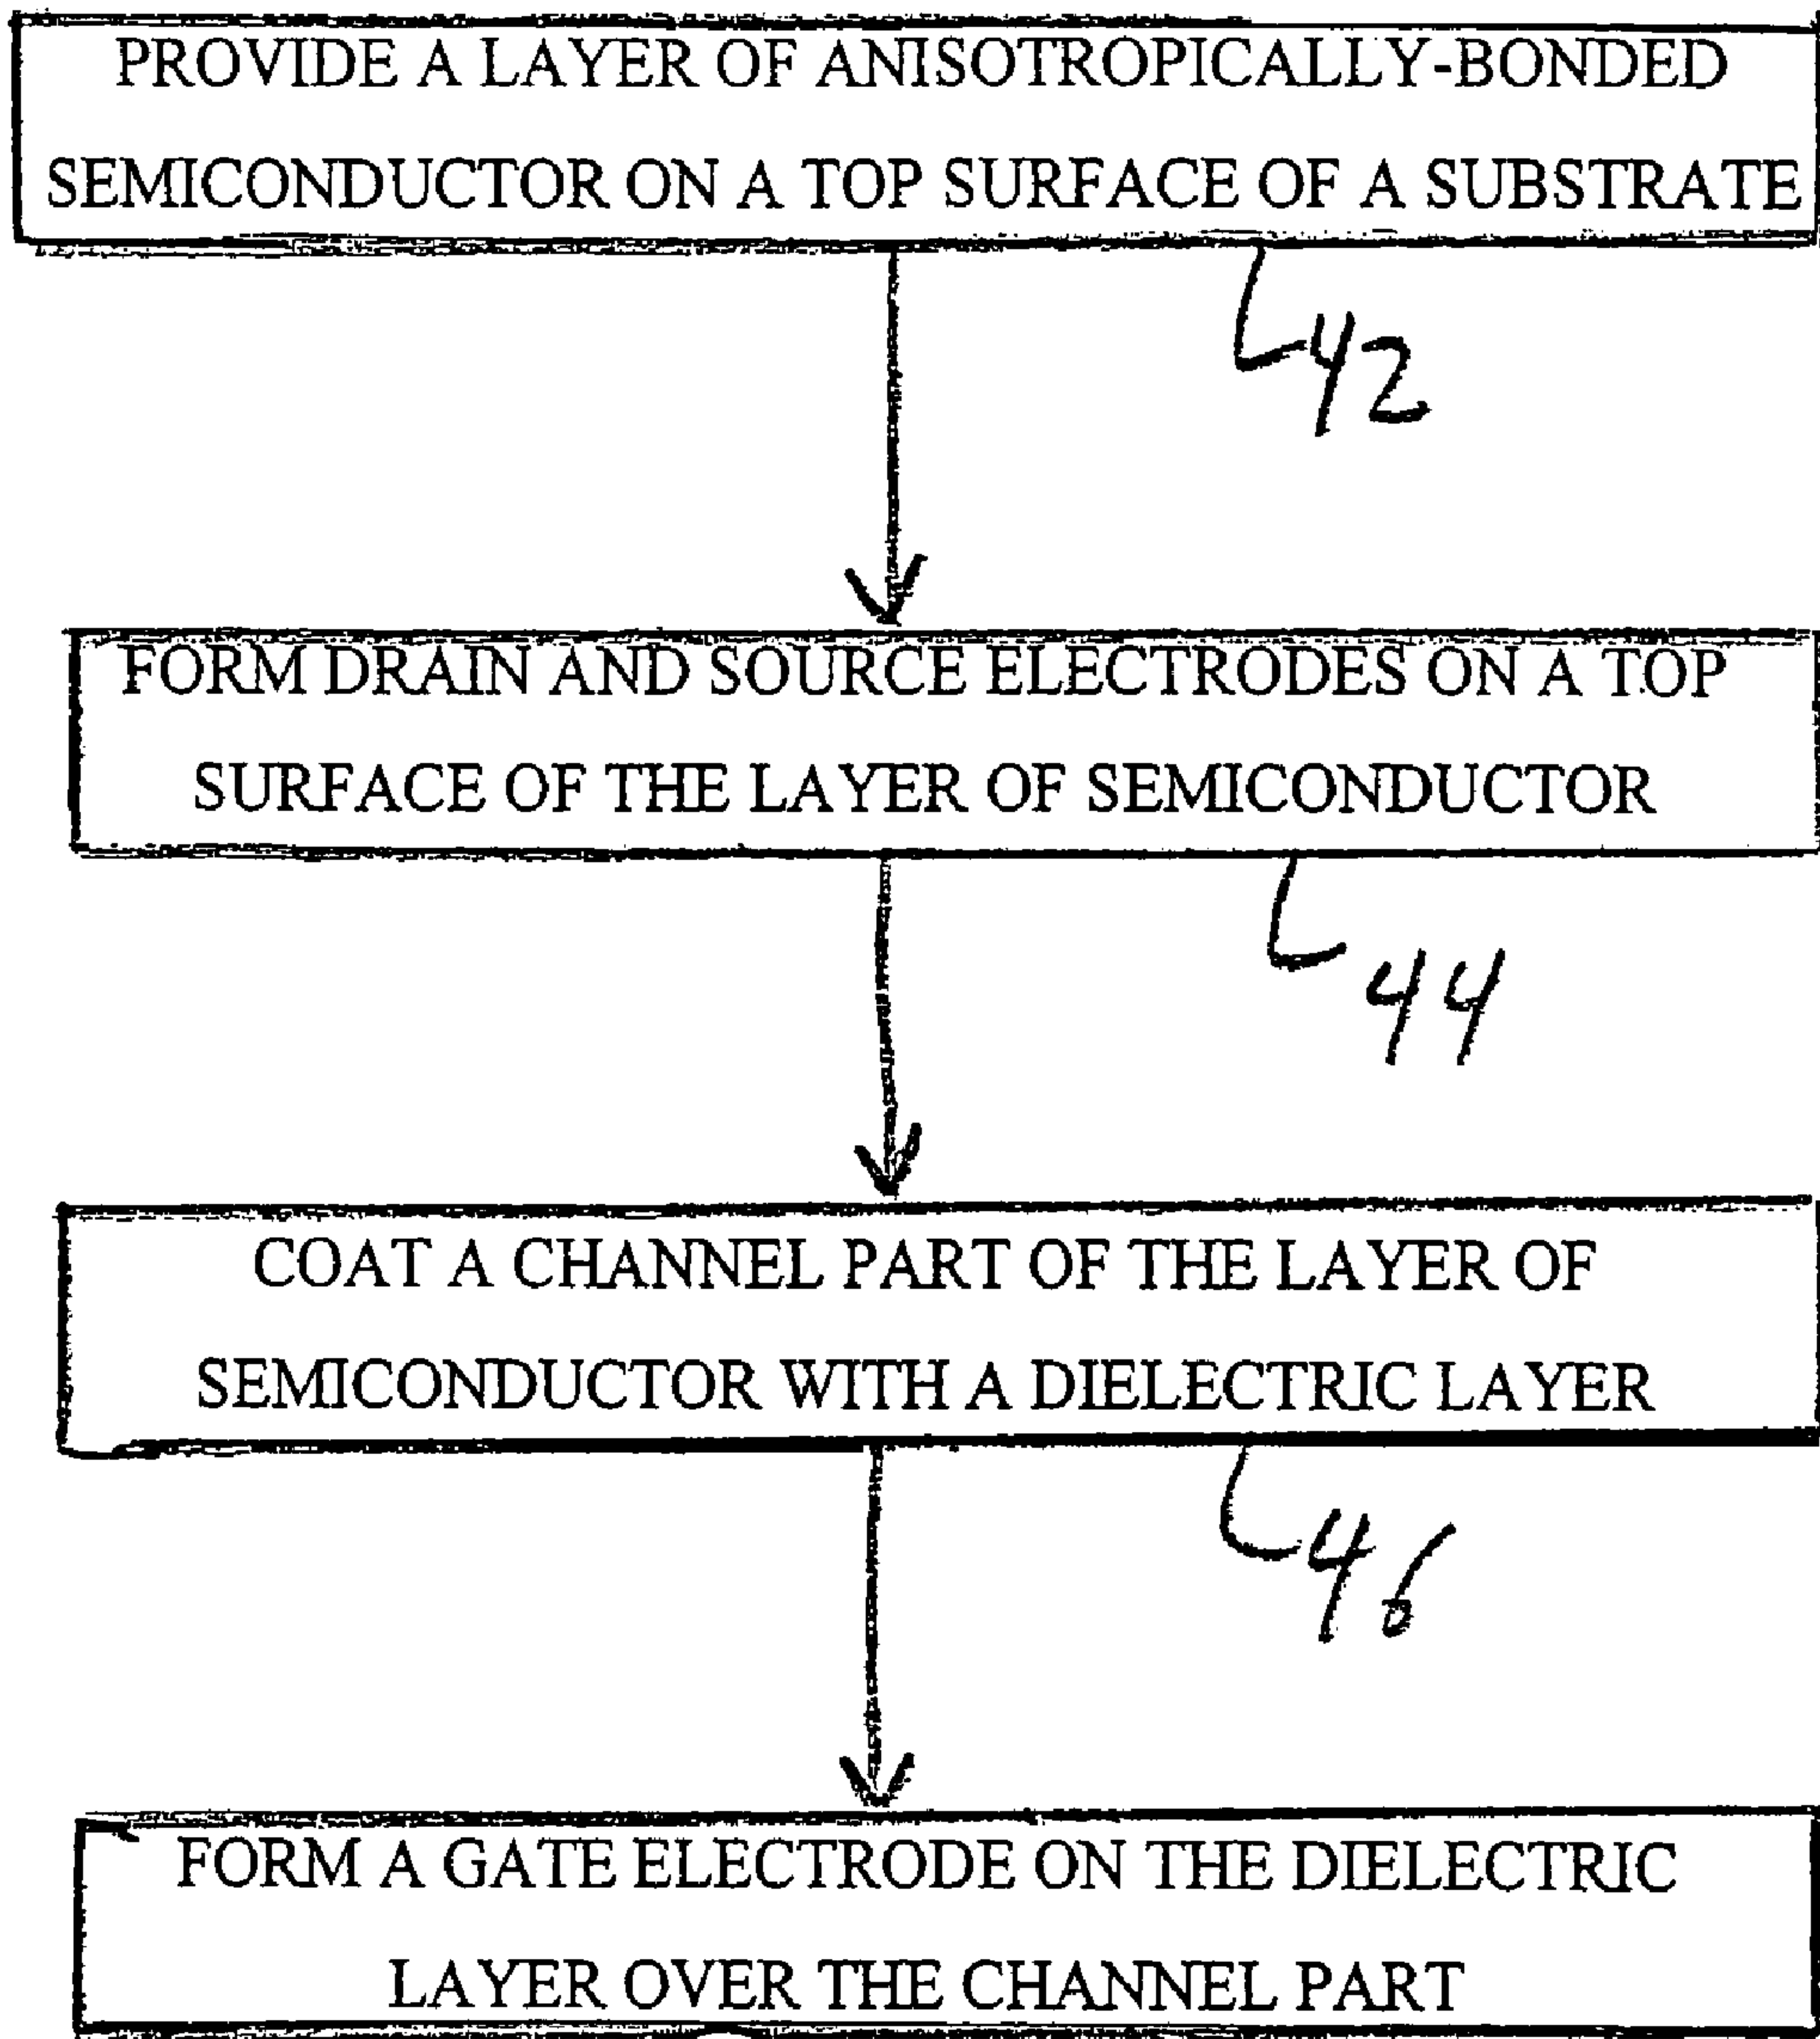 PROVIDE A LAYER OF ANISOTROPICALLY-BONDED
SEMICONDUCTOR ON A TOP SURFACE OF A SUBSTRATE
42
FORM DRAIN AND SOURCE ELECTRODES ON A TOP
SURFACE OF THE LAYER OF SEMICONDUCTOR
44
COAT A CHANNEL PART OF THE LAYER OF
SEMICONDUCTOR WITH A DIELECTRIC LAYER
46
FORM A GATE ELECTRODE ON THE DIELECTRIC
LAYER OVER THE CHANNEL PART